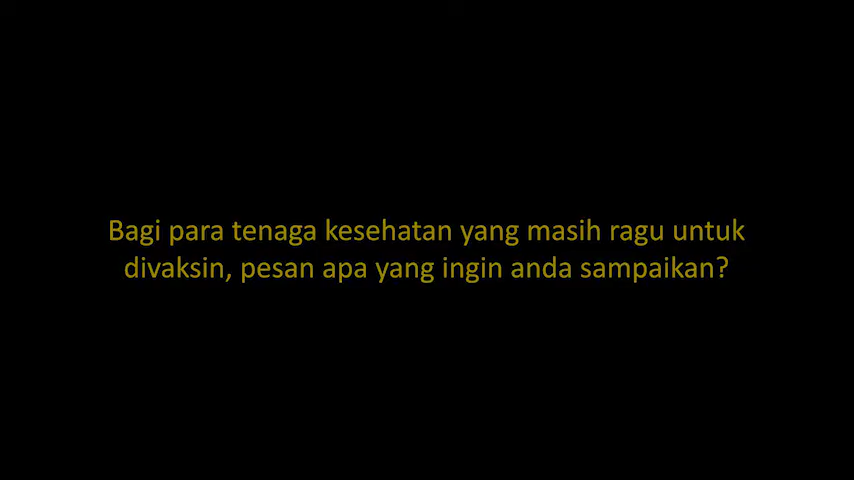 Bagi para tenaga kesehatan yang masih ragu untuk
divaksin, pesan apa yang ingin anda sampaikan?